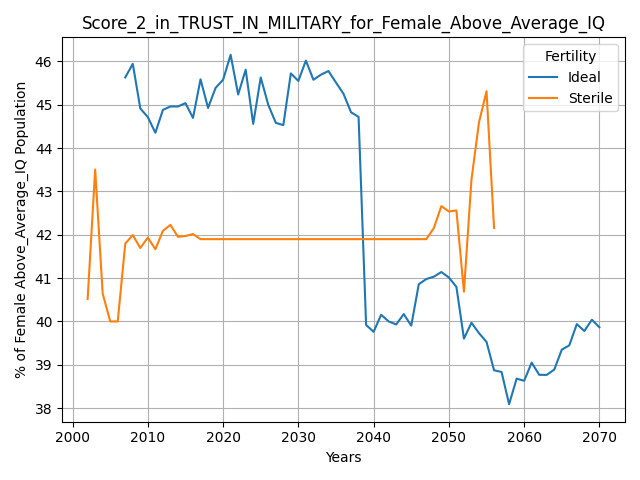 Score_2_in_TRUST_IN_MILITARY_for_Female_Above_Average_IQ
Fertility
Ideal
Sterile
% of Female Above_Average_IQ Population
46
45
44
43
42
41
40
39
38
2000 2010 2020 2030 2040 2050 2060 2070
Years